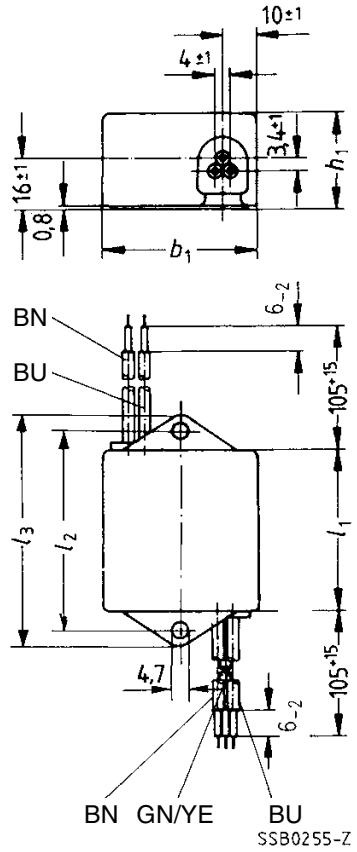 10±1
4±1
16±1
0,8
3,4±1
h1
b1
BN
BU
6-2
105+15
l3
l2
l1
4,7
105+15
6-2
BN GN/YE BU
SSB0255-Z